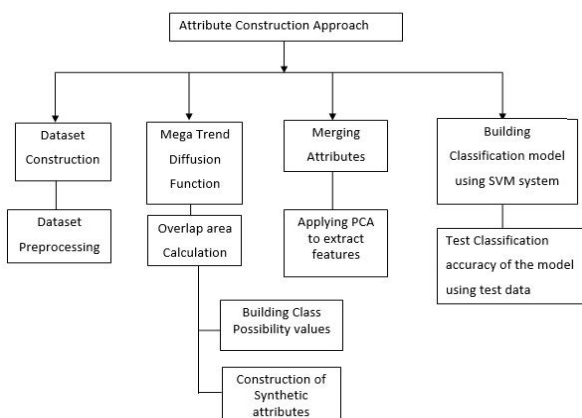 Attribute Construction Approach
Dataset
Construction
Mega Trend
Diffusion
Function
Merging
Attributes
Building
Classification model
using SVM system
Dataset
Preprocessing
Overlap area
Calculation
Applying PCA
to extract
features
Test Classification
accuracy of the model
using test data
Building Class
Possibility values
Construction of
Synthetic
attributes